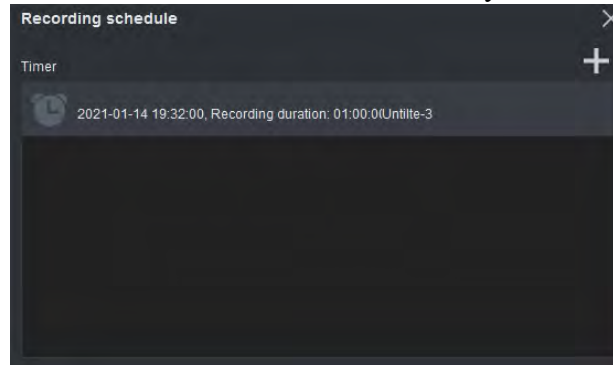 Recording schedule
Timer
2021-01-14 19:32:00, Recording duration: 01:00:0(Untilte-3